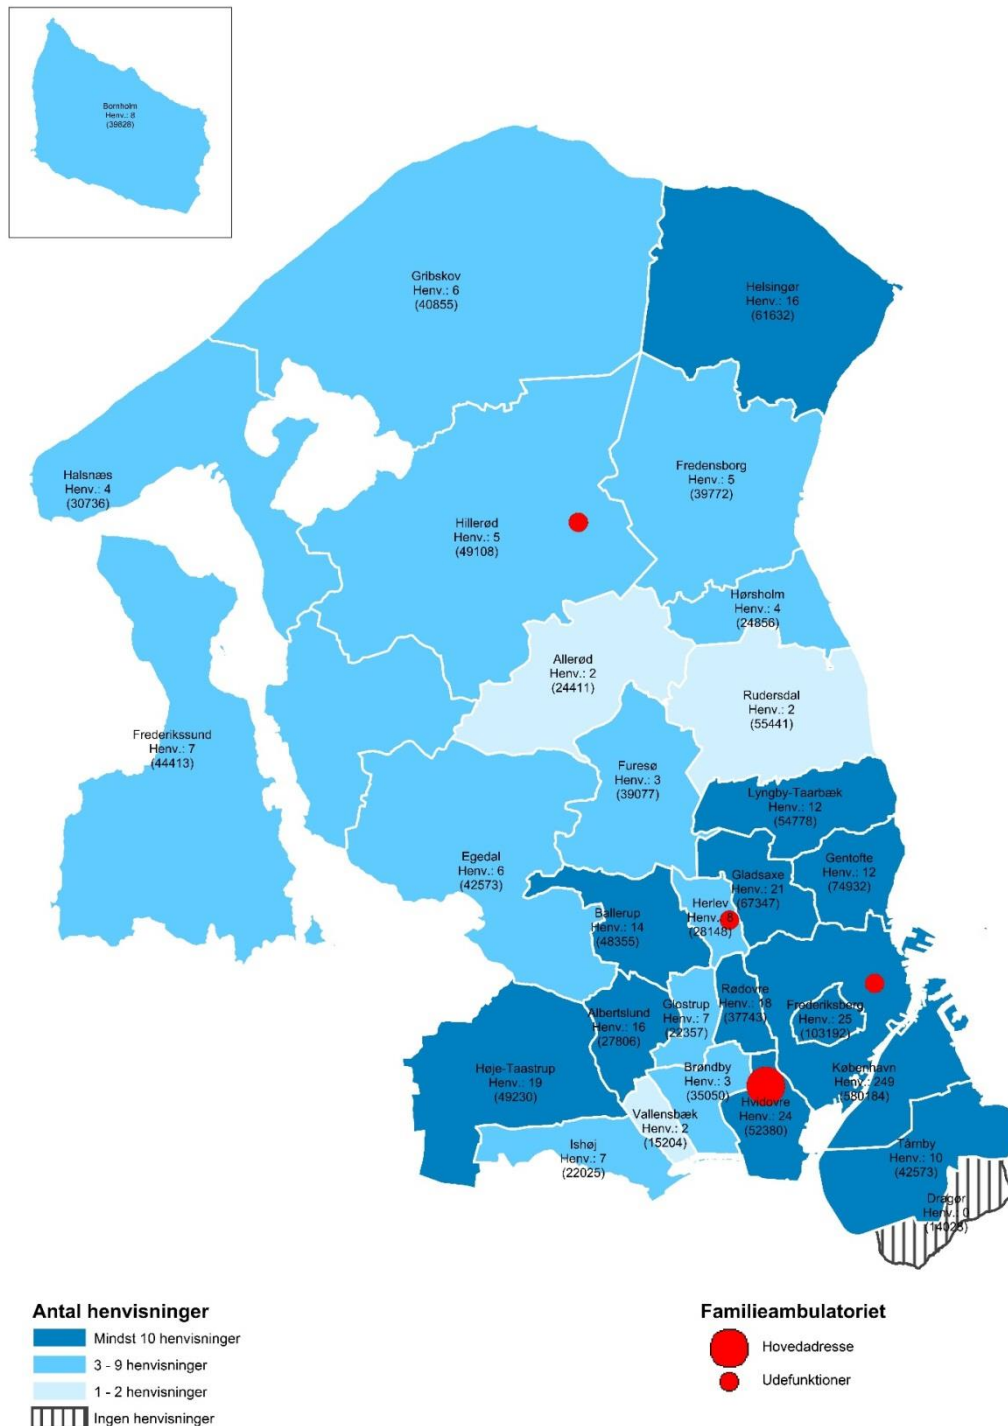 Bornholm
Henv.: 8
(39828)
Gribskov
Henv.: 6
(40855)
Helsingør
Henv.: 16
(61632)
Halsnæs
Henv.: 4
(30736)
Fredensborg
Henv.: 5
(39772)
Hillerød
Henv.: 5
(49108)
Hørsholm
Henv.: 4
(24856)
Allerød
Henv.: 2
(24411)
Rudersdal
Henv.: 2
(55441)
Frederikssund
Henv.: 7
(44413)
Furesø
Henv.: 3
(39077)
Lyngby-Taarbæk
Henv.: 12
(54778)
Egedal
Henv.: 6
(42573)
Gentofte
Henv.: 12
(74932)
Gladsaxe
Henv.: 21
(67347)
Herlev
Henv.: 8
(28148)
Ballerup
Henv.: 14
(48355)
Rødovre
Henv.: 18
(37743)
Frederiksberg
Henv.: 25
(103192)
Glostrup
Henv.: 7
(22357)
Albertslund
Henv.: 16
(27806)
Høje-Taastrup
Henv.: 19
(49230)
Brøndby
Henv.: 3
(35050)
København
Henv.: 249
(580184)
Hvidovre
Henv.: 24
(52380)
Vallensbæk
Henv.: 2
(15204)
Ishøj
Henv.: 7
(22025)
Tårnby
Henv.: 10
(42573)
Dragør
Henv.: 0
(14028)
Antal henvisninger
Mindst 10 henvisninger
3 - 9 henvisninger
1 - 2 henvisninger
Ingen henvisninger
Familieambulatoriet
Hovedadresse
Udefunktioner